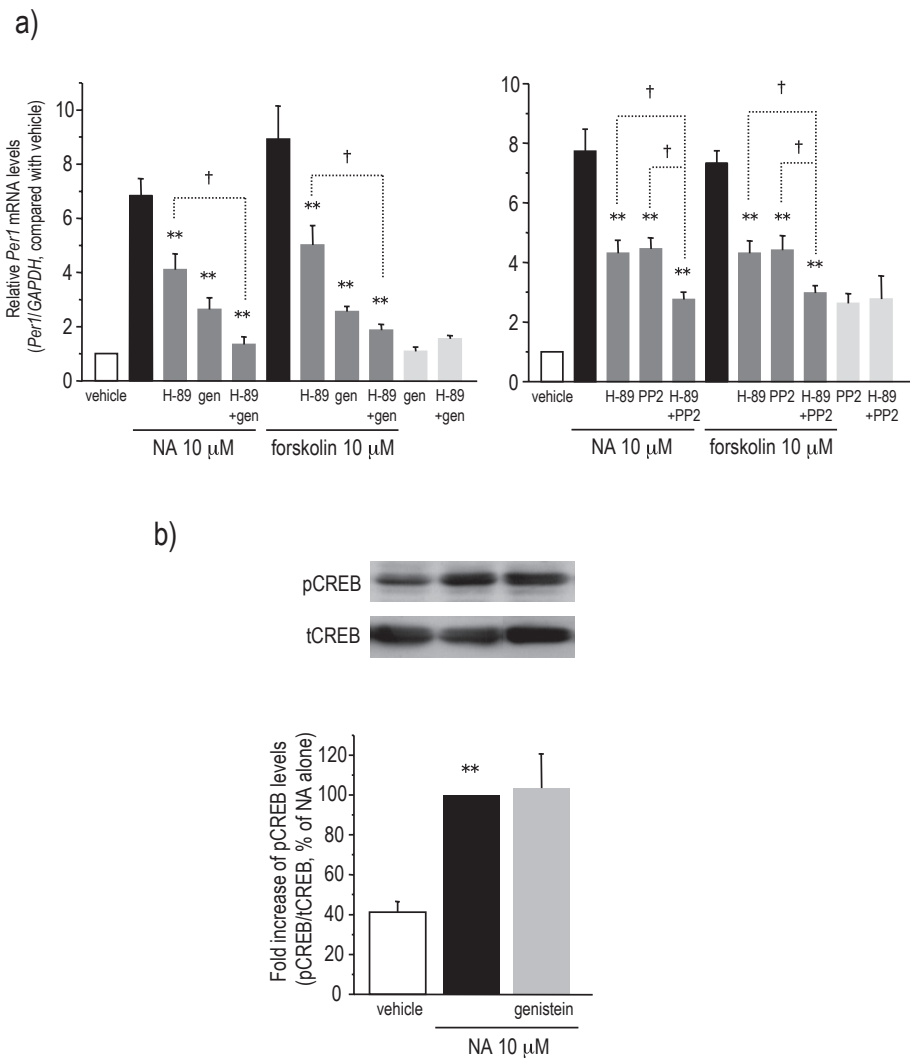 a)
Relative Per1 mRNA levels
(Per1/GAPDH, compared with vehicle)
10
8
6
4
2
0
†
†
**
**
**
**
**
**
vehicle
H-89 gen H-89 +gen
H-89 gen H-89 +gen
gen H-89 +gen
NA 10 μM
forskolin 10 μM
10
8
6
4
2
0
†
†
†
†
**
**
**
**
**
**
vehicle
H-89 PP2 H-89 +PP2
H-89 PP2 H-89 +PP2
PP2 H-89 +PP2
NA 10 μM
forskolin 10 μM
b)
pCREB
tCREB
Fold increase of pCREB levels
(pCREB/tCREB, % of NA alone)
120
100
80
60
40
20
0
**
vehicle
genistein
NA 10 μM